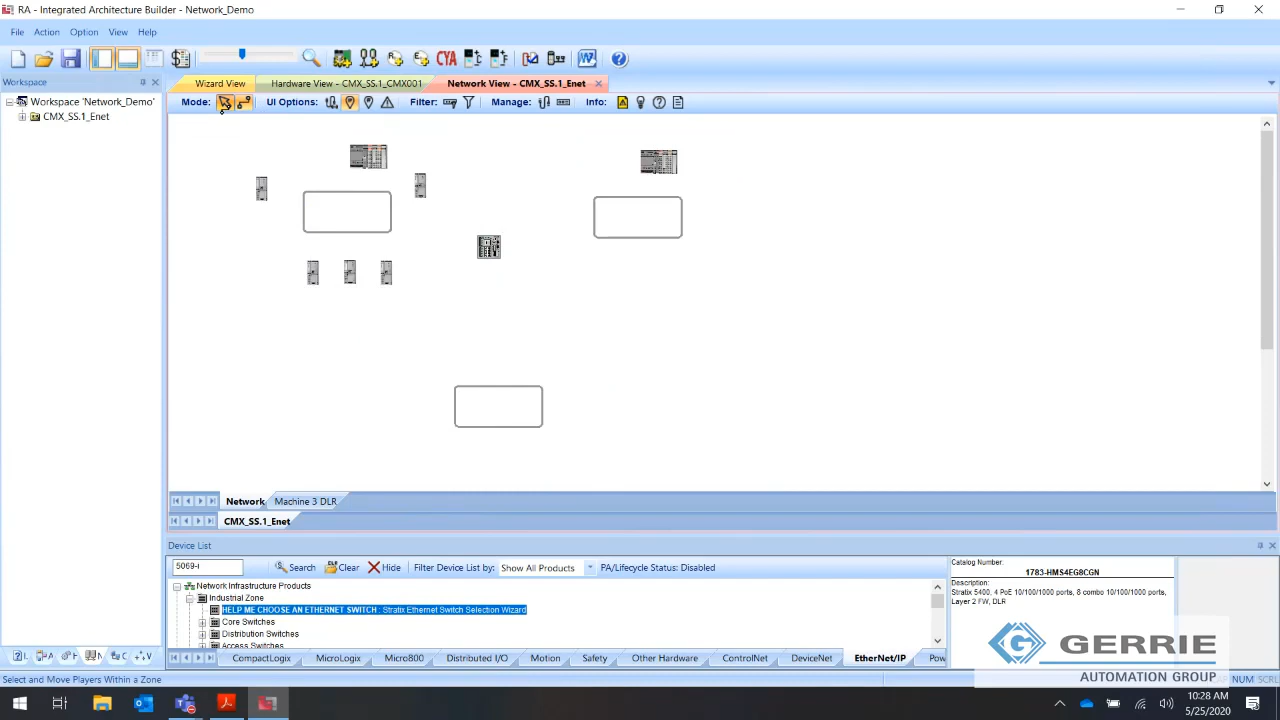 RA - Integrated Architecture Builder - Network_Demo
File Action Option View Help
CYA
Workspace
Wizard View Hardware View - CMX_SS.1_CMX001 Network View - CMX_SS.1_Enet
Workspace 'Network_Demo'
CMX_SS.1_Enet
Mode: UI Options: Filter: Manage: Info:
Network Machine 3 DLR
CMX_SS.1_Enet
Device List
5069-i Search Clear Hide Filter Device List by: Show All Products PA/Lifecycle Status: Disabled
Network Infrastructure Products
Industrial Zone
HELP ME CHOOSE AN ETHERNET SWITCH : Stratix Ethernet Switch Selection Wizard
Core Switches
Distribution Switches
Access Switches
CompactLogix MicroLogix Micro800 Distributed I/O Motion Safety Other Hardware ControlNet DeviceNet EtherNet/IP Pow
Catalog Number:
1783-HMS4EG8CGN
Description:
Stratix 5400, 4 PoE 10/100/1000 ports, 8 combo 10/100/1000 ports,
Layer 2 FW, DLR
GERRIE
AUTOMATION GROUP
Select and Move Players Within a Zone
NUM SCRL
10:28 AM
5/25/2020